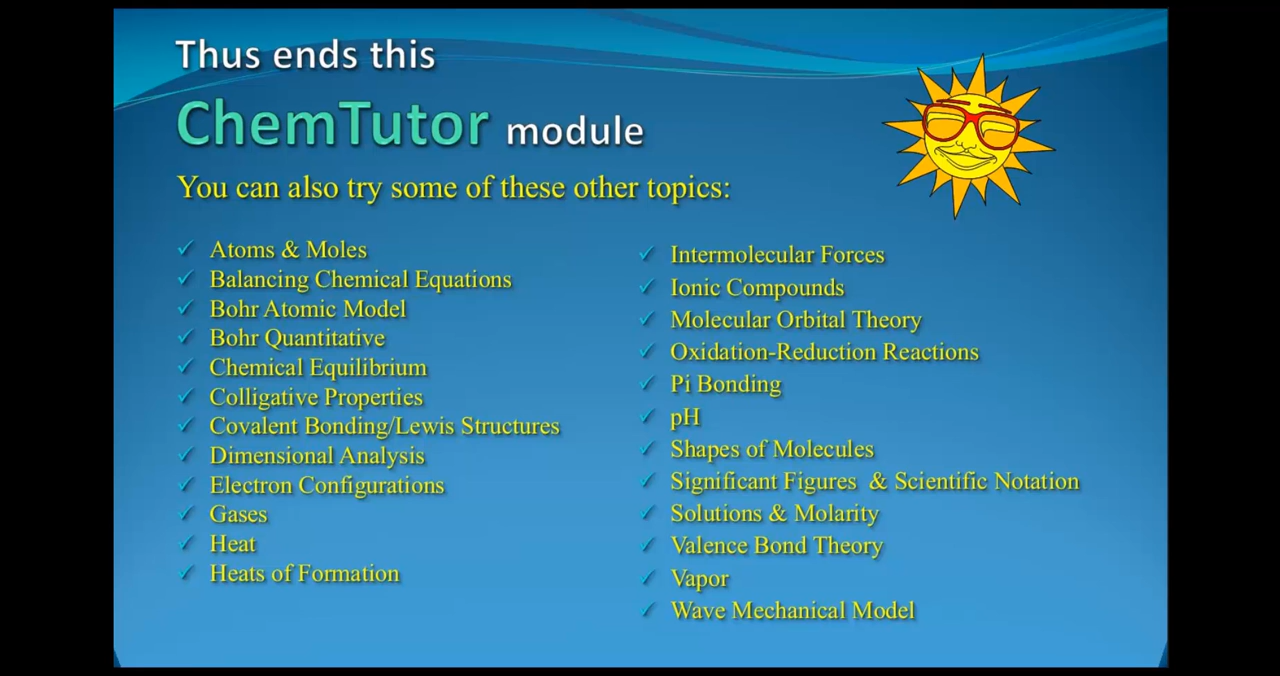 Thus ends this
ChemTutor module
You can also try some of these other topics:
Atoms & Moles
Balancing Chemical Equations
Bohr Atomic Model
Bohr Quantitative
Chemical Equilibrium
Colligative Properties
Covalent Bonding/Lewis Structures
Dimensional Analysis
Electron Configurations
Gases
Heat
Heats of Formation
Intermolecular Forces
Ionic Compounds
Molecular Orbital Theory
Oxidation-Reduction Reactions
Pi Bonding
pH
Shapes of Molecules
Significant Figures  & Scientific Notation
Solutions & Molarity
Valence Bond Theory
Vapor
Wave Mechanical Model